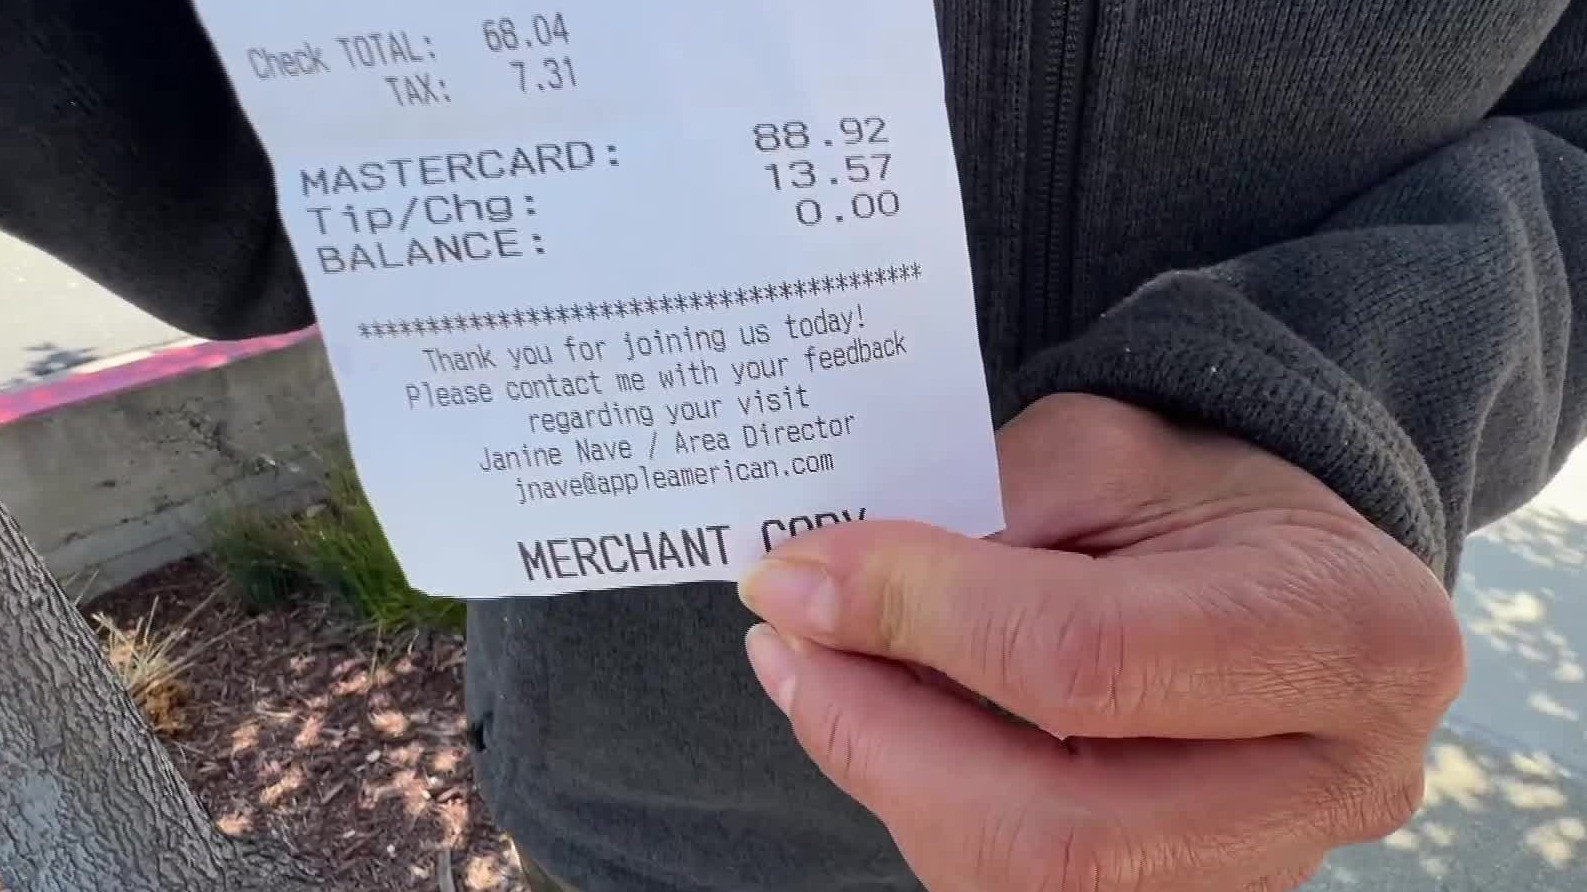 Check TOTAL: 68.04
TAX: 7.31
MASTERCARD: 88.92
Tip/Chg: 13.57
BALANCE: 0.00
****************************************
Thank you for joining us today!
Please contact me with your feedback
regarding your visit
Janine Nave / Area Director
jnave@appleamerican.com
MERCHANT COPY